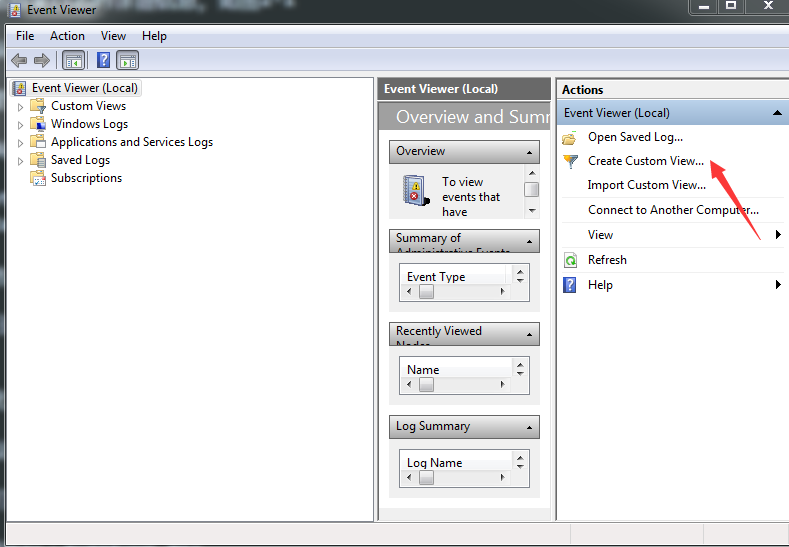 Event Viewer
File Action View Help
Event Viewer (Local)
Custom Views
Windows Logs
Applications and Services Logs
Saved Logs
Subscriptions
Event Viewer (Local)
Overview and Summ
Overview
To view
events that
have
Summary of
Administrative Events
Event Type
Recently Viewed
Nodes
Name
Log Summary
Log Name
Actions
Event Viewer (Local)
Open Saved Log...
Create Custom View...
Import Custom View...
Connect to Another Computer...
View
Refresh
Help